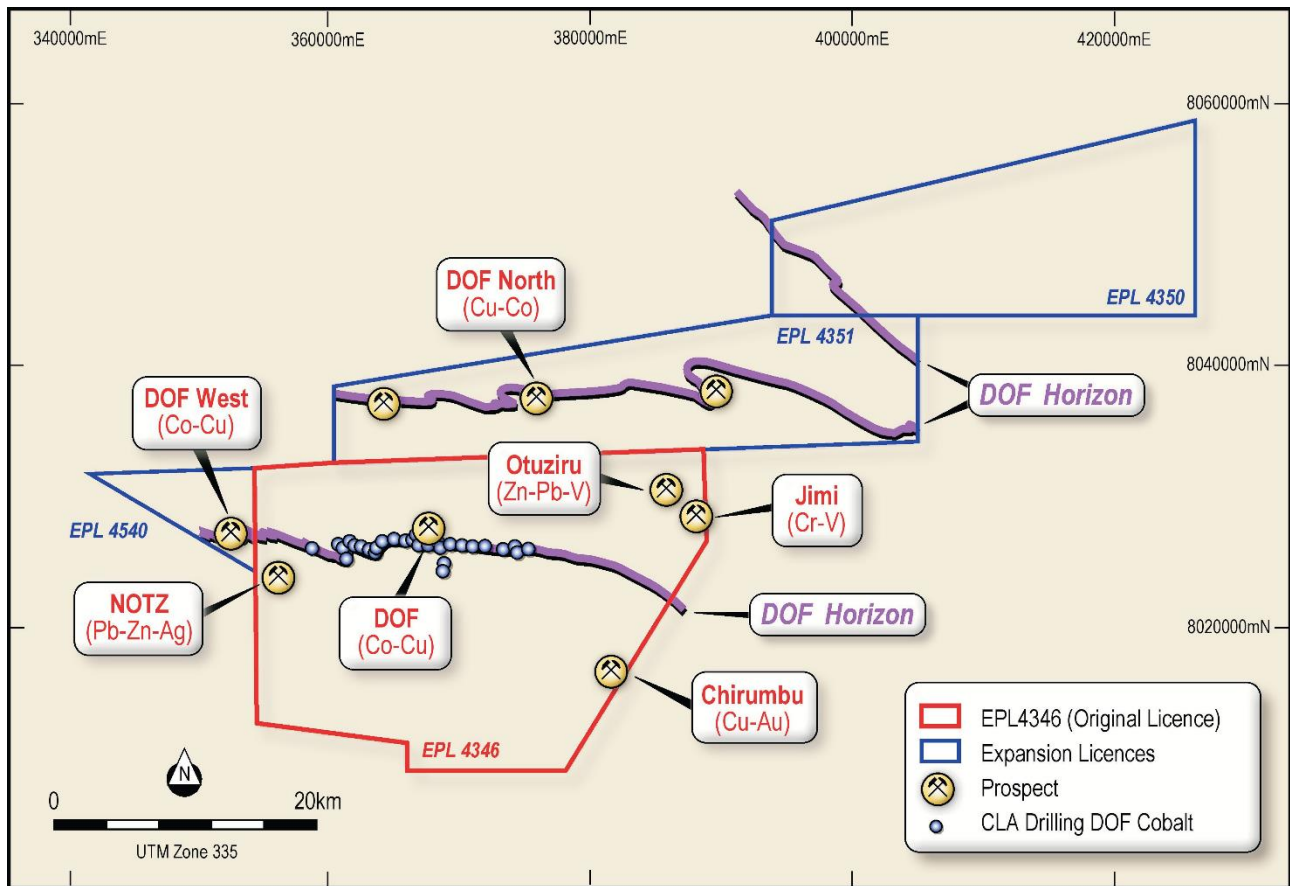 340000mE
360000mE
380000mE
400000mE
420000mE
8060000mN
EPL 4350
DOF North
(Cu-Co)
EPL 4351
8040000mN
DOF Horizon
DOF West
(Co-Cu)
Otuziru
(Zn-Pb-V)
Jimi
(Cr-V)
EPL 4540
NOTZ
(Pb-Zn-Ag)
DOF
(Co-Cu)
DOF Horizon
8020000mN
Chirumbu
(Cu-Au)
EPL 4346
EPL4346 (Original Licence)
Expansion Licences
Prospect
CLA Drilling DOF Cobalt
N
0
20km
UTM Zone 335